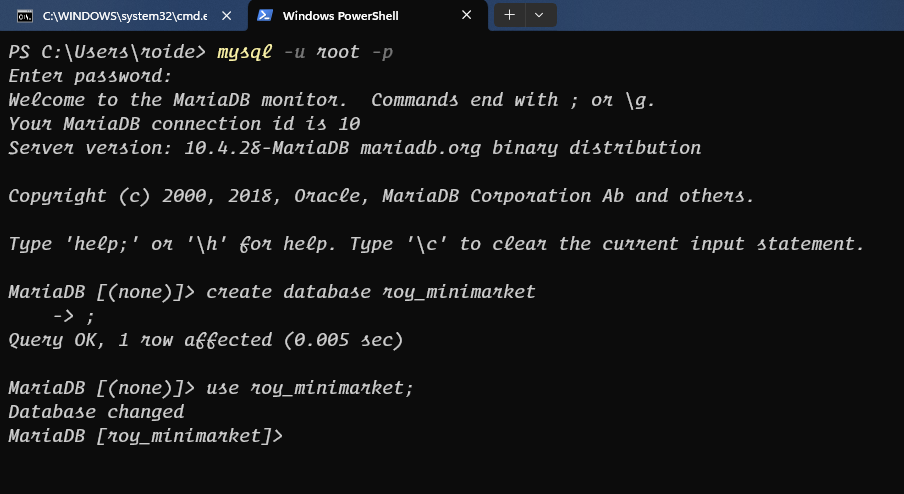 C:\WINDOWS\system32\cmd.e
Windows PowerShell
PS C:\Users\roide> mysql -u root -p
Enter password:
Welcome to the MariaDB monitor.  Commands end with ; or \g.
Your MariaDB connection id is 10
Server version: 10.4.28-MariaDB mariadb.org binary distribution

Copyright (c) 2000, 2018, Oracle, MariaDB Corporation Ab and others.

Type 'help;' or '\h' for help. Type '\c' to clear the current input statement.

MariaDB [(none)]> create database roy_minimarket
    -> ;
Query OK, 1 row affected (0.005 sec)

MariaDB [(none)]> use roy_minimarket;
Database changed
MariaDB [roy_minimarket]>